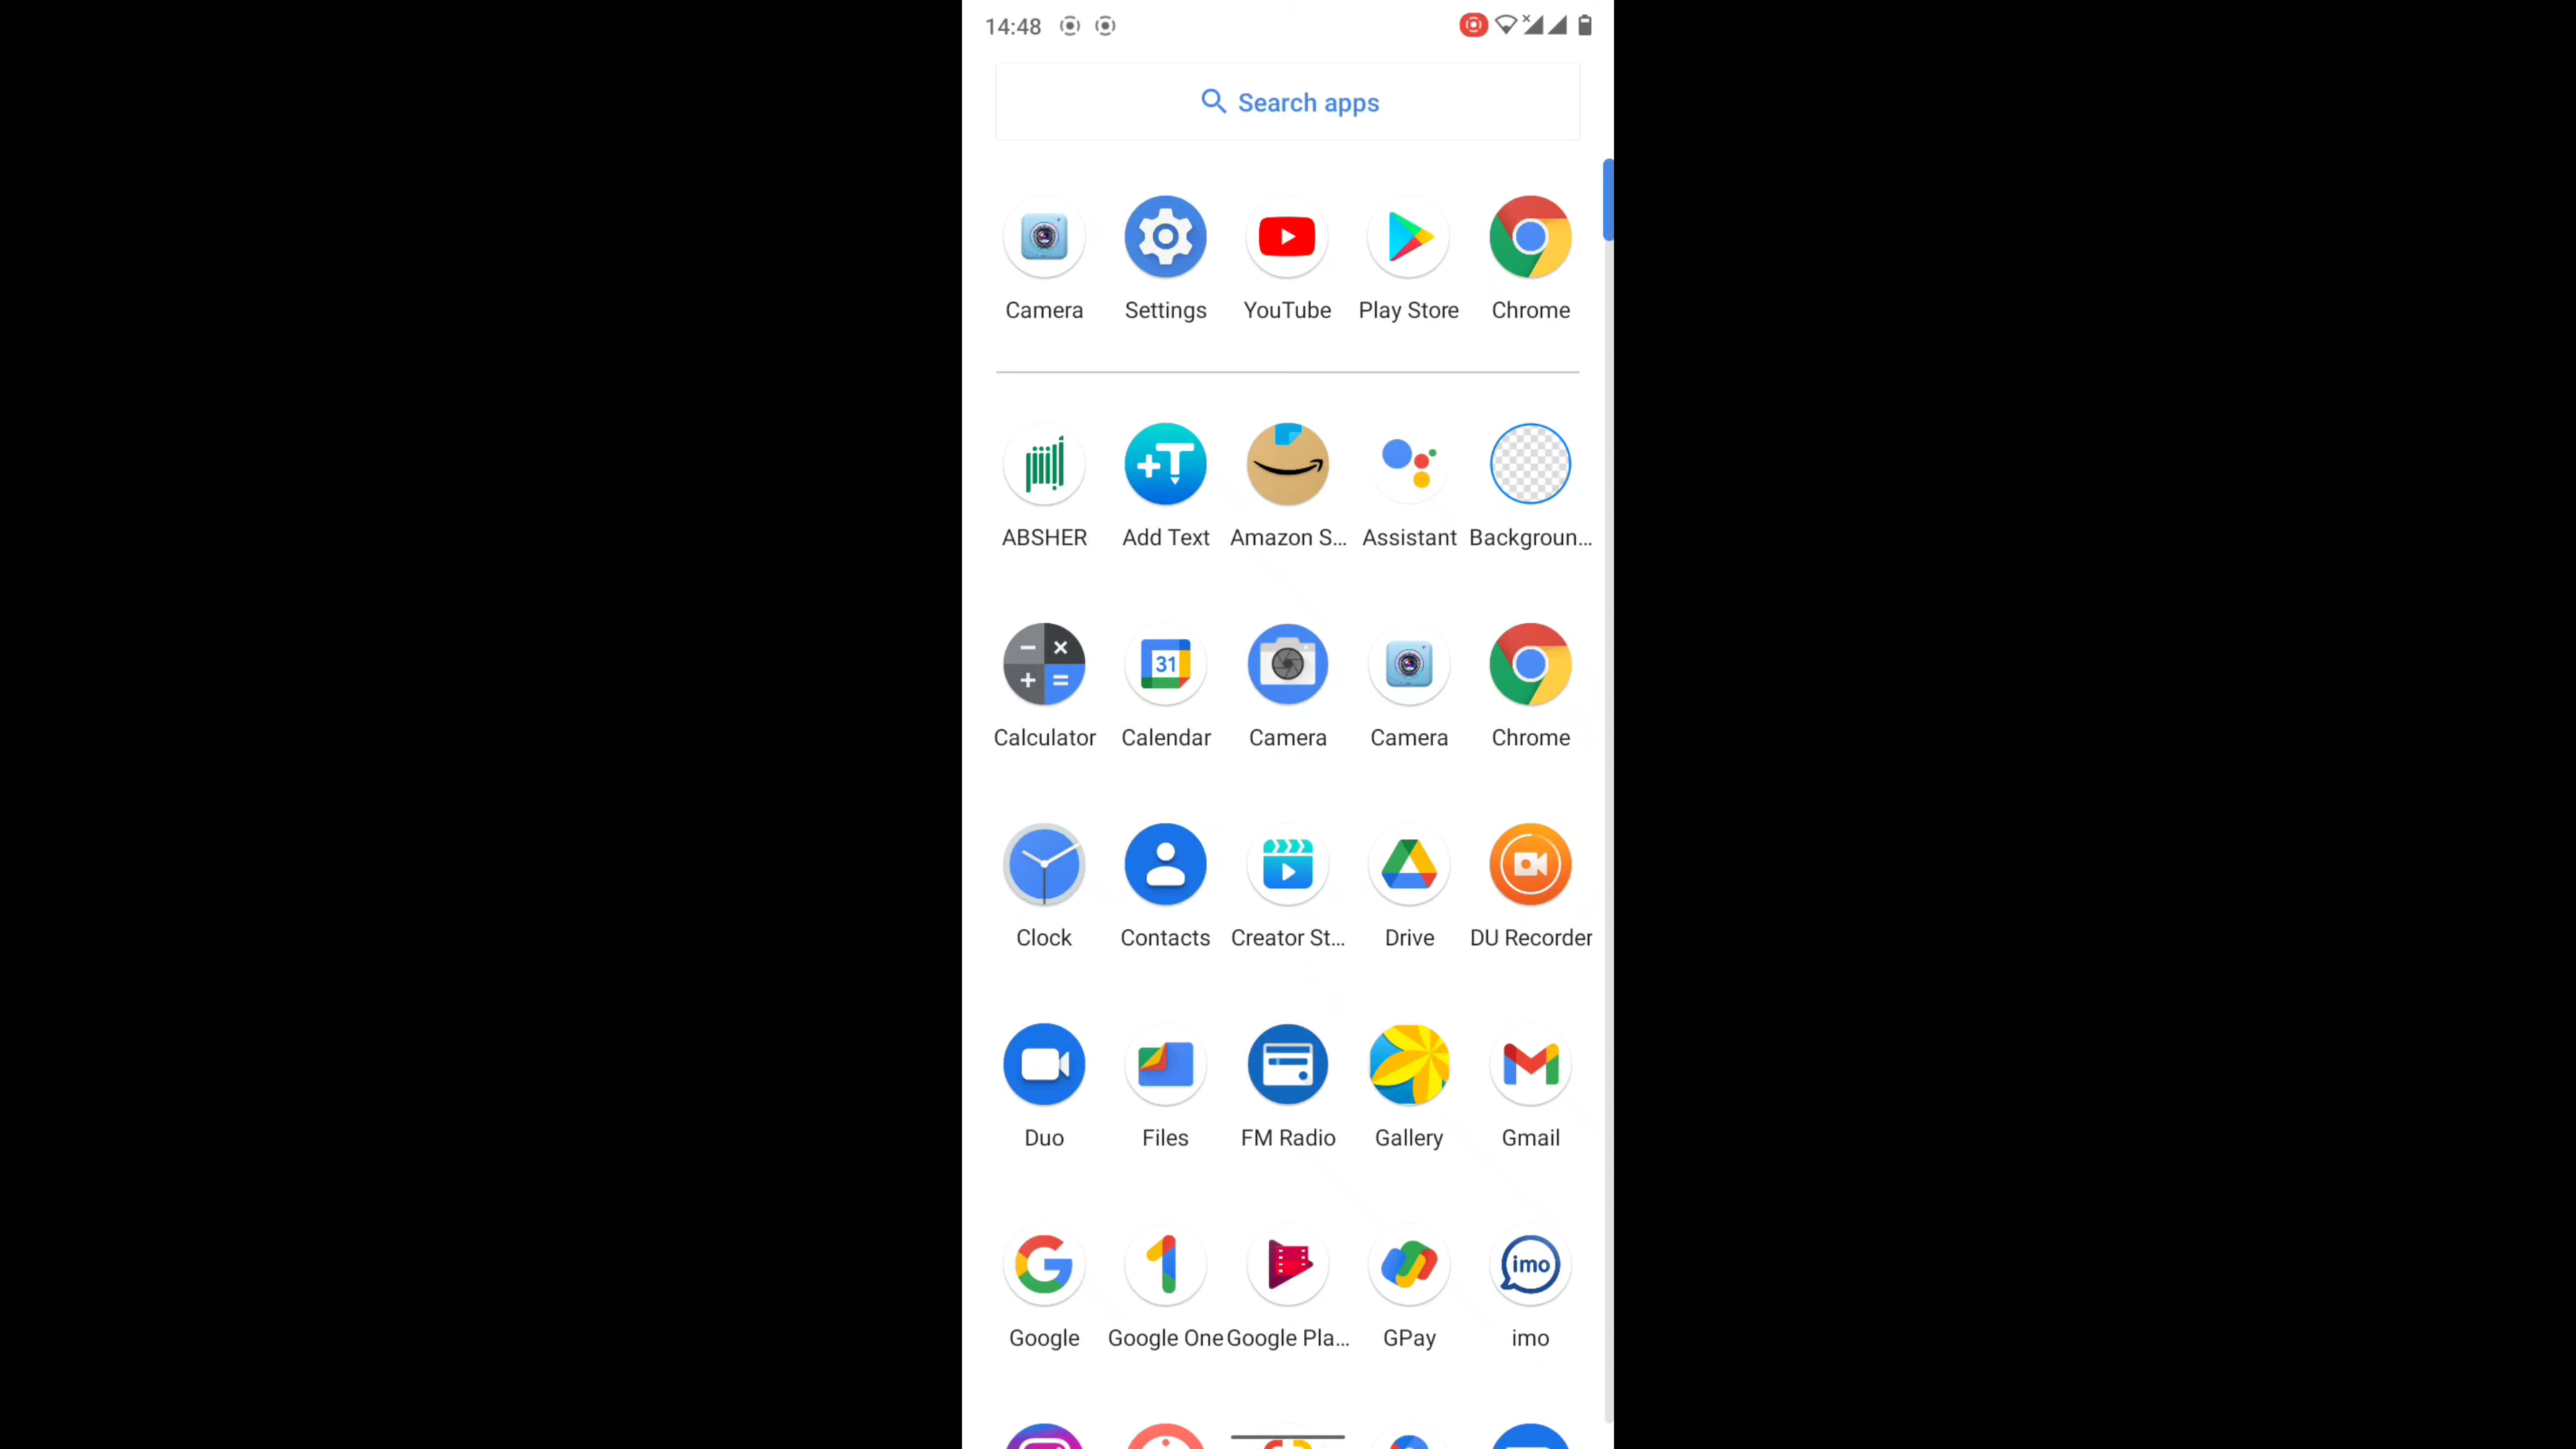 14:48
Search apps
Camera Settings YouTube Play Store Chrome
ABSHER Add Text Amazon S... Assistant Backgroun...
31
Calculator Calendar Camera Camera Chrome
Clock Contacts Creator St... Drive DU Recorder
Duo Files FM Radio Gallery Gmail
imo
Google Google One Google Pla... GPay imo